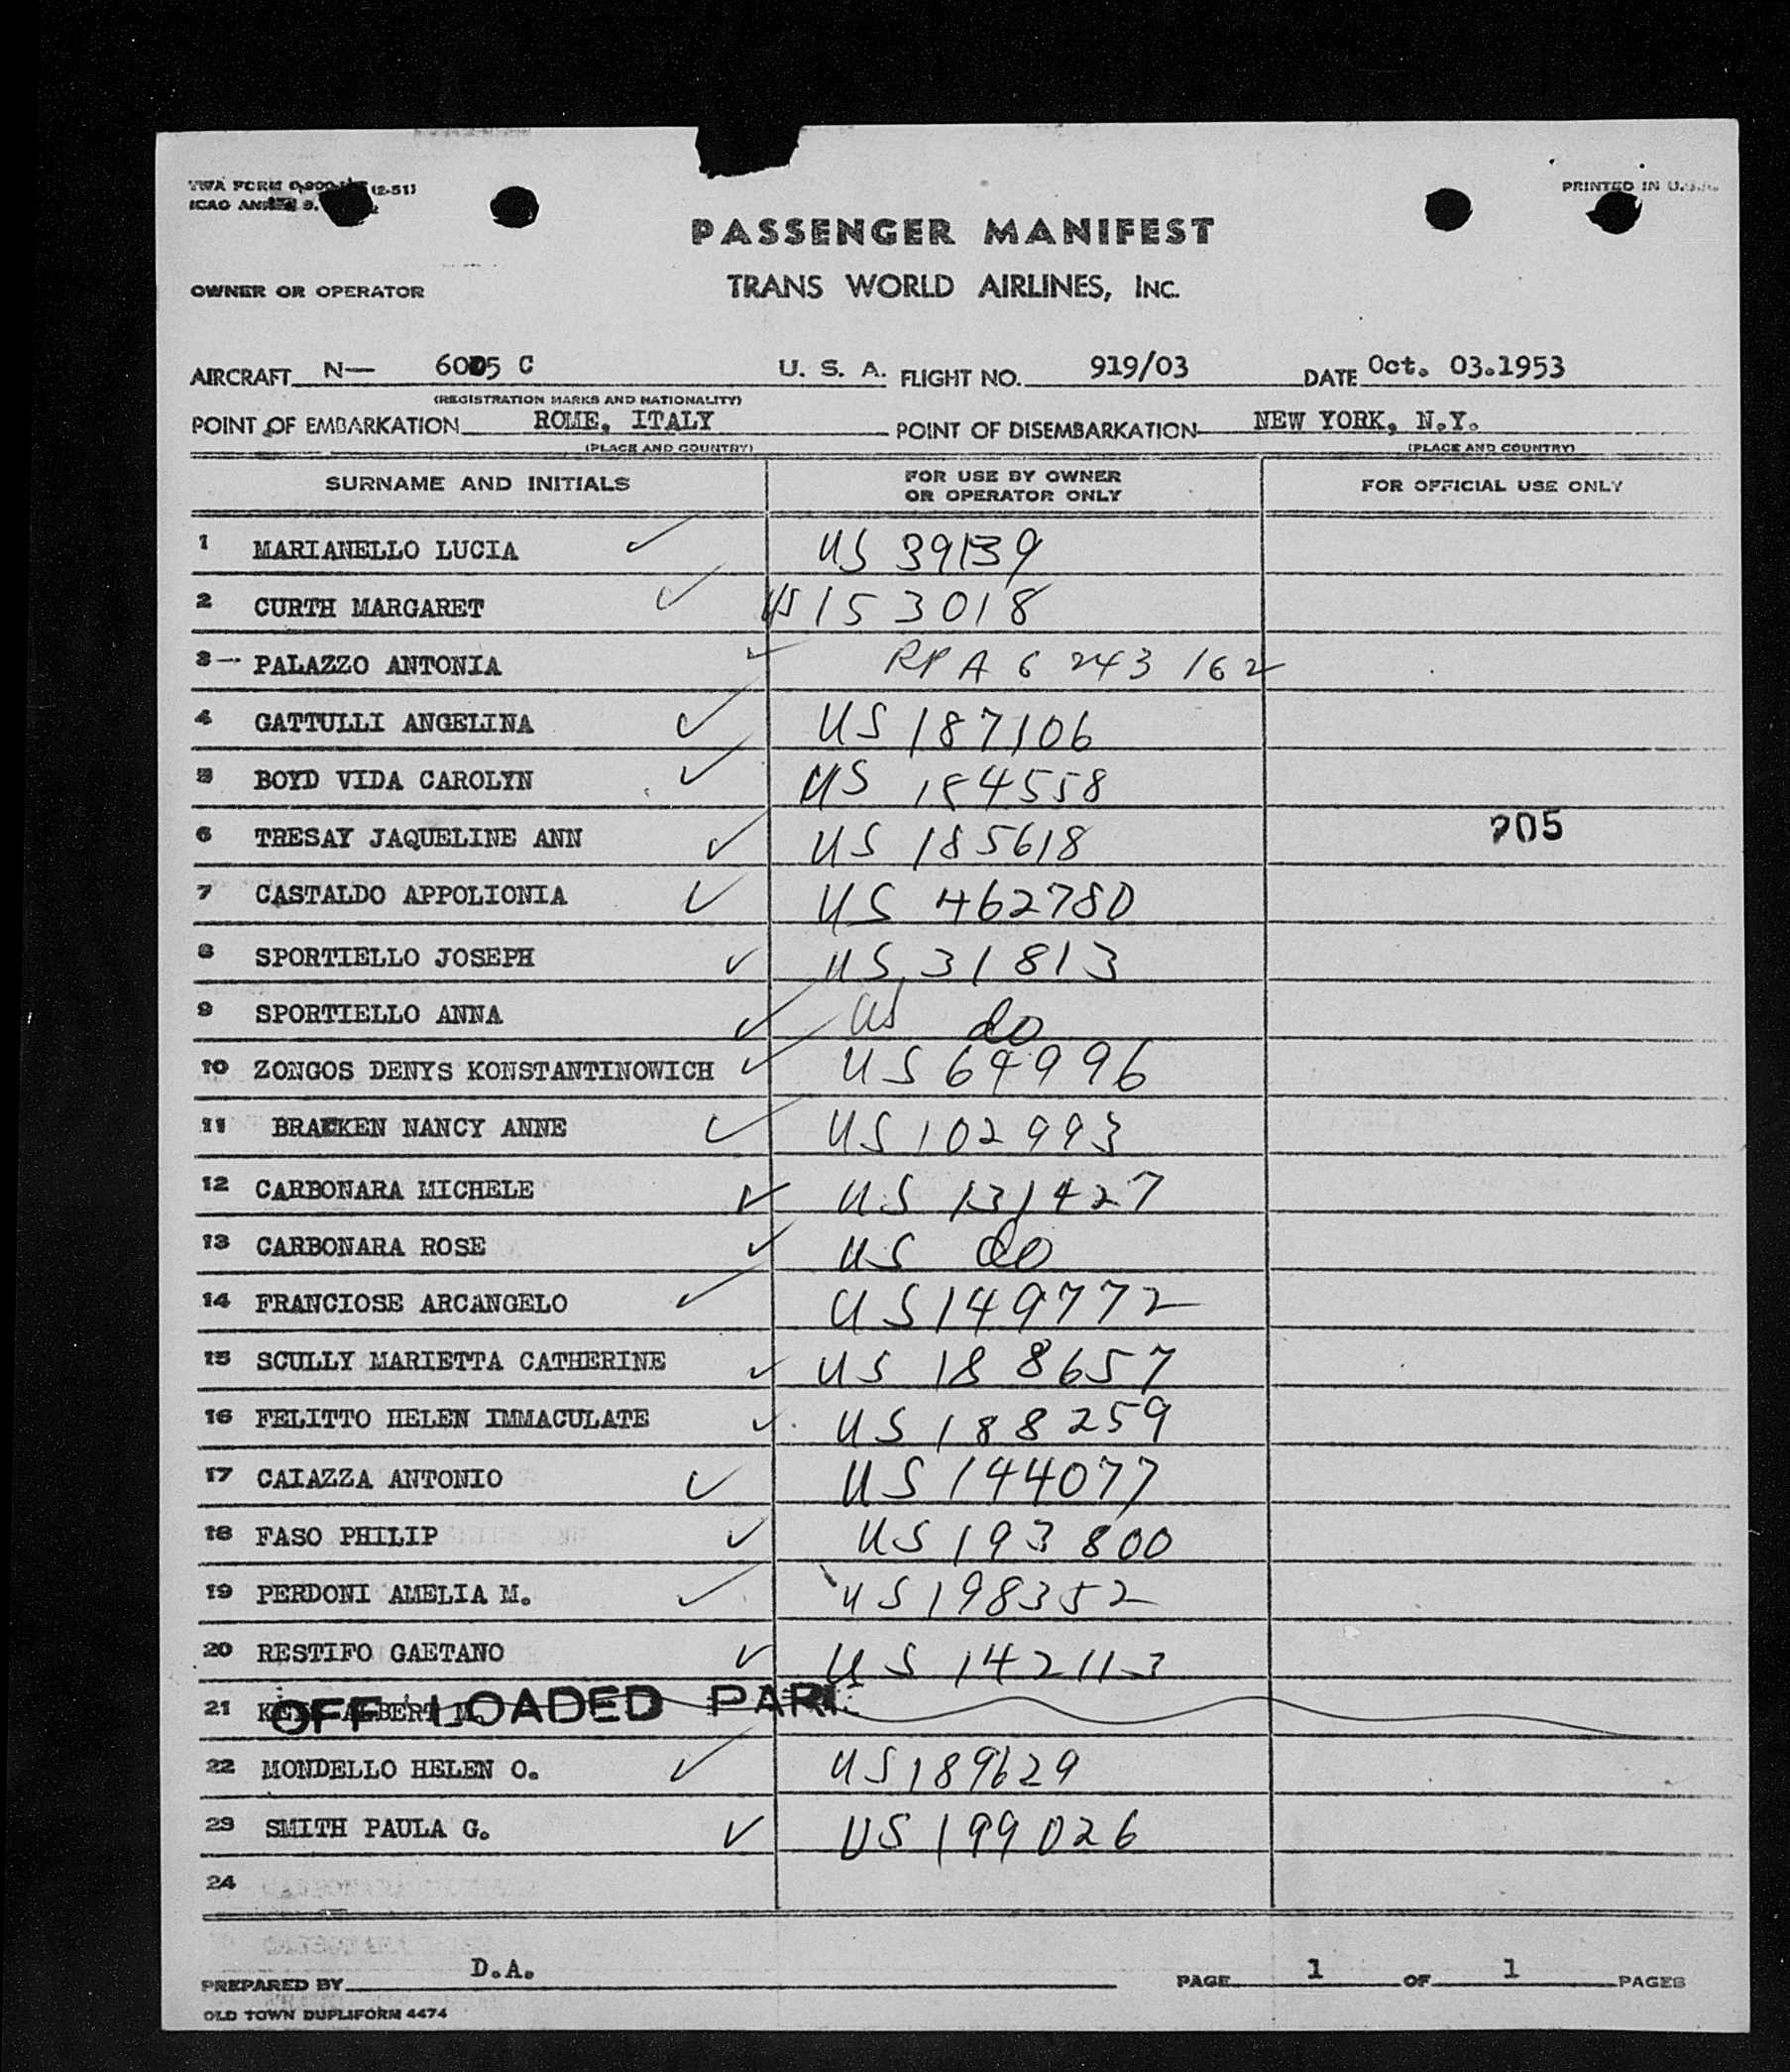 TWA FORM (2-51)
ICAO
PRINTED IN
PASSENGER MANIFEST
OWNER OR OPERATOR
TRANS WORLD AIRLINES, INC.
AIRCRAFT N— 6005 C U. S. A. FLIGHT NO. 919/03 DATE Oct. 03.1953
(REGISTRATION MARKS AND NATIONALITY)
POINT OF EMBARKATION ROME, ITALY POINT OF DISEMBARKATION NEW YORK, N.Y.
(PLACE AND COUNTRY) (PLACE AND COUNTRY)
SURNAME AND INITIALS FOR USE BY OWNER OR OPERATOR ONLY FOR OFFICIAL USE ONLY
1 MARIANELLO LUCIA ✓ US 39139
2 CURTH MARGARET ✓ US 153018
3 — PALAZZO ANTONIA ✓ RP A 6 243 162
4 GATTULLI ANGELINA ✓ US 187106
5 BOYD VIDA CAROLYN ✓ US 184558
6 TRESAY JAQUELINE ANN ✓ US 185618 705
7 CASTALDO APPOLIONIA ✓ US 462780
8 SPORTIELLO JOSEPH ✓ US 31813
9 SPORTIELLO ANNA ✓ US do
10 ZONGOS DENYS KONSTANTINOWICH ✓ US 64996
11 BRACKEN NANCY ANNE ✓ US 102993
12 CARBONARA MICHELE ✓ US 131427
13 CARBONARA ROSE ✓ US do
14 FRANCIOSE ARCANGELO ✓ US 149772
15 SCULLY MARIETTA CATHERINE ✓ US 188657
16 FELITTO HELEN IMMACULATE ✓ US 188259
17 CAIAZZA ANTONIO ✓ US 144077
18 FASO PHILIP ✓ US 193800
19 PERDONI AMELIA M. ✓ US 198352
20 RESTIFO GAETANO ✓ US 142113
21 ALBERT M. OFF LOADED
22 MONDELLO HELEN O. ✓ US 189629
23 SMITH PAULA G. ✓ US 199026
24
PREPARED BY D.A. PAGE 1 OF 1 PAGES
OLD TOWN DUPLIFORM 4474